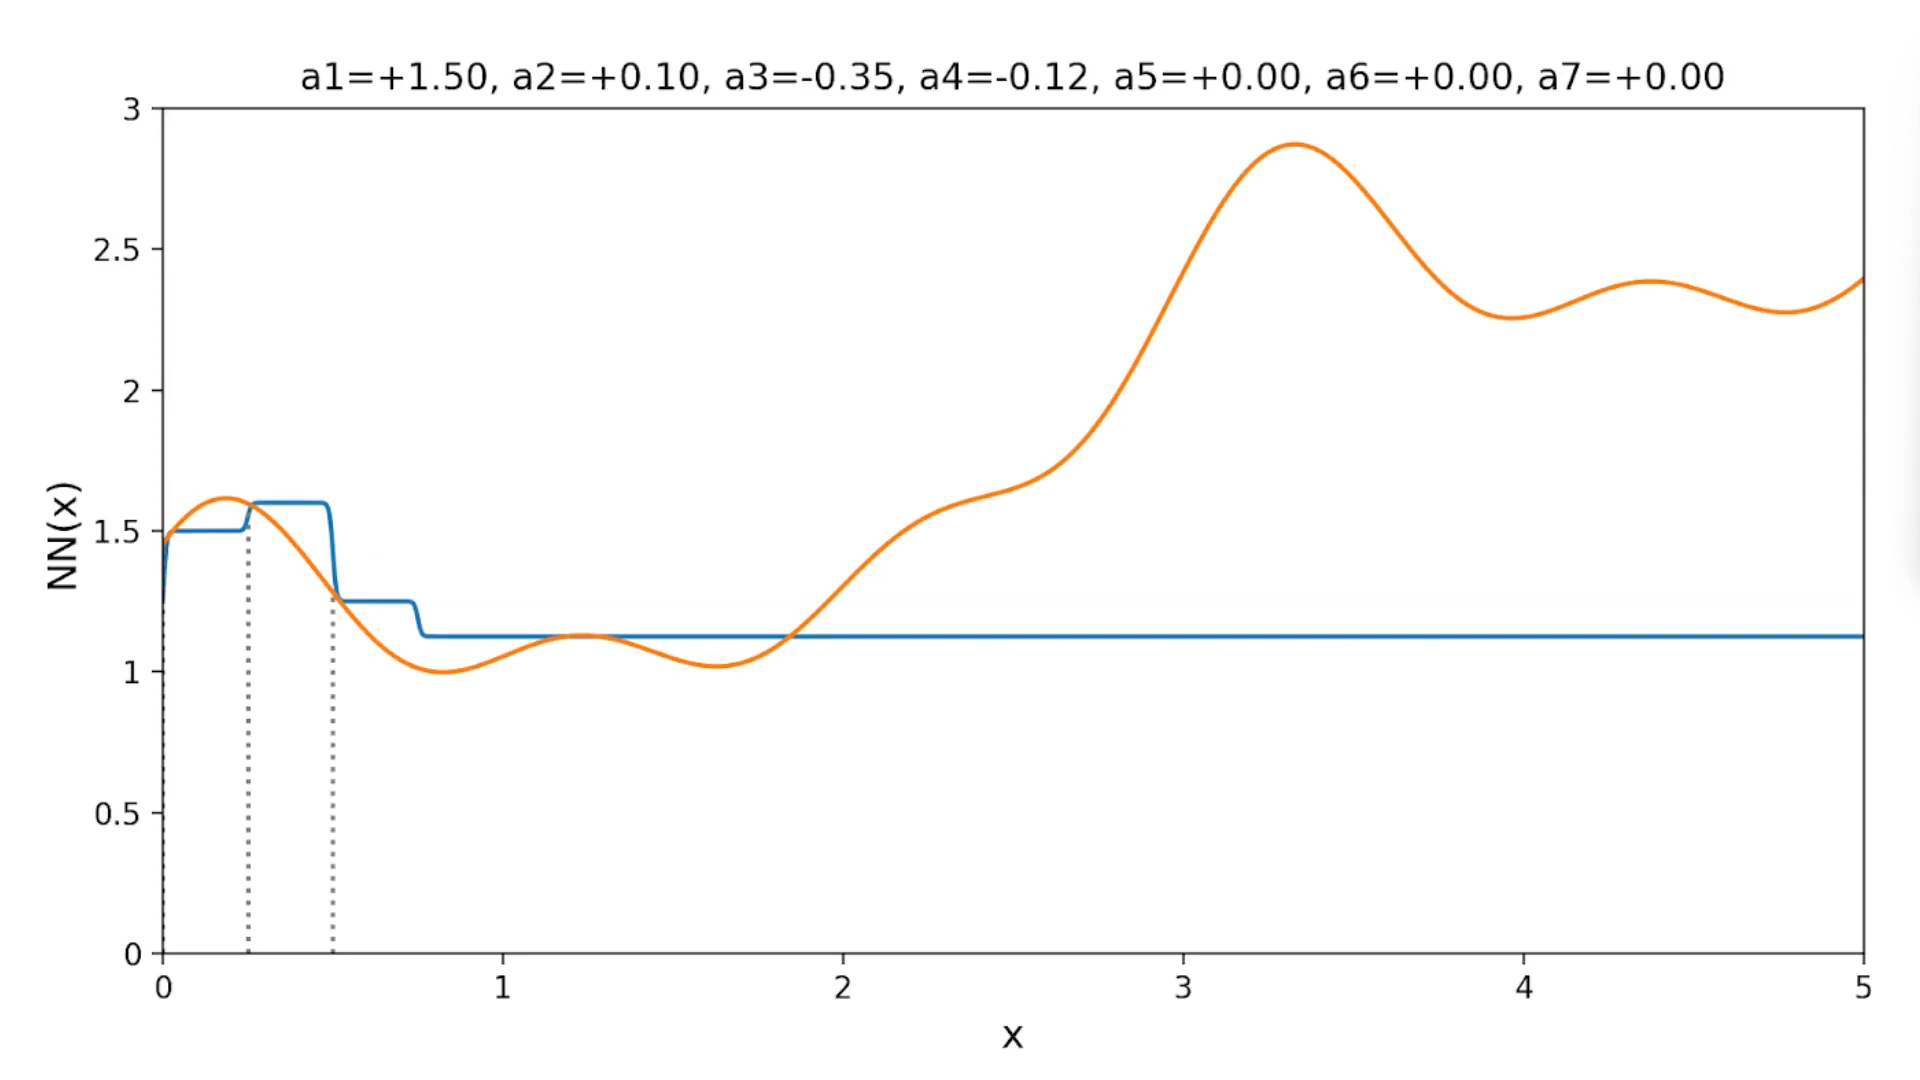 a1=+1.50, a2=+0.10, a3=-0.35, a4=-0.12, a5=+0.00, a6=+0.00, a7=+0.00
3
2.5
2
1.5
1
0.5
0
NN(x)
0 1 2 3 4 5
x